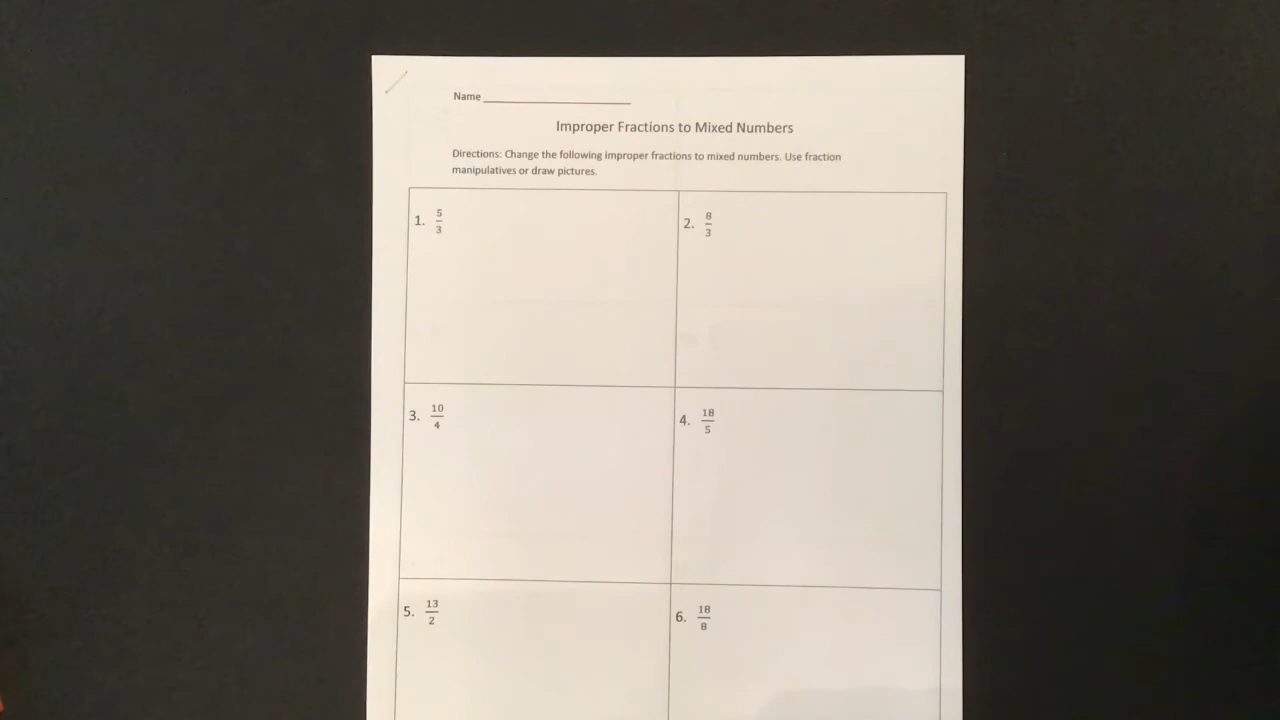 Name
Improper Fractions to Mixed Numbers
Directions: Change the following improper fractions to mixed numbers. Use fraction
manipulatives or draw pictures.
1. 5/3
2. 8/3
3. 10/4
4. 18/5
5. 13/2
6. 18/8